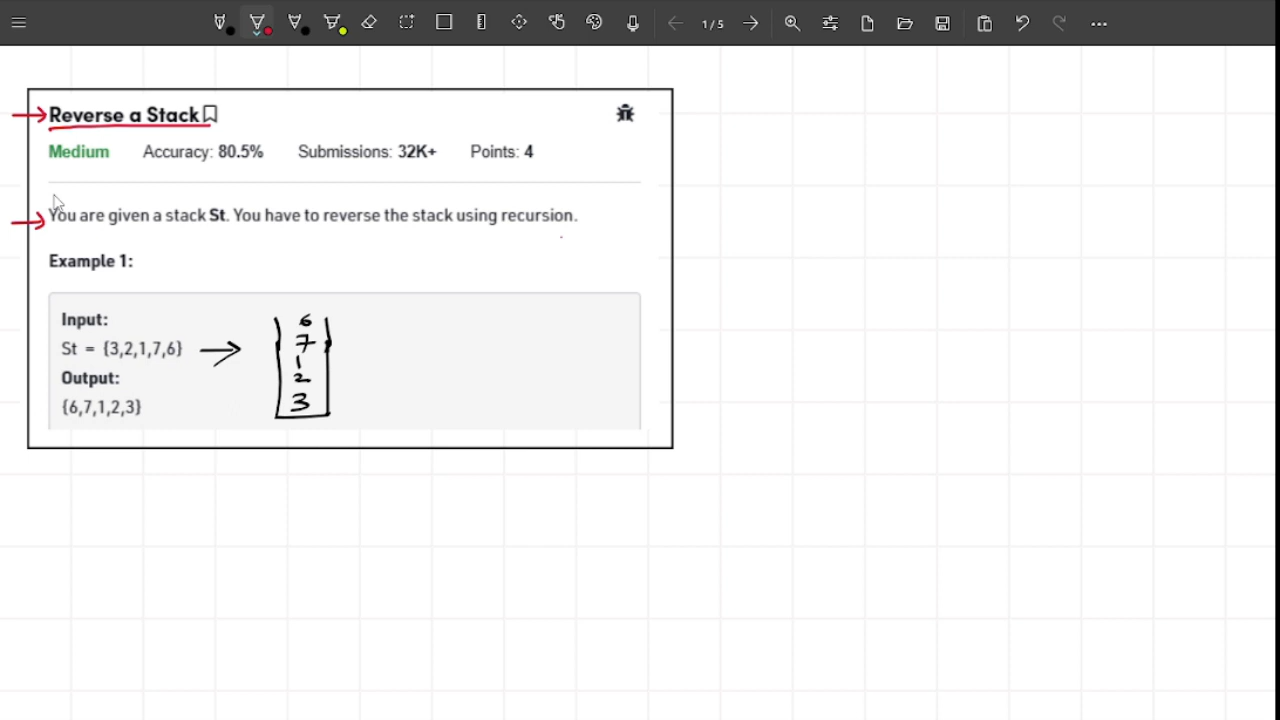 1/5
Reverse a Stack
Medium Accuracy: 80.5% Submissions: 32K+ Points: 4
You are given a stack St. You have to reverse the stack using recursion.
Example 1:
Input:
St = {3,2,1,7,6}
Output:
{6,7,1,2,3}
6
7
1
2
3